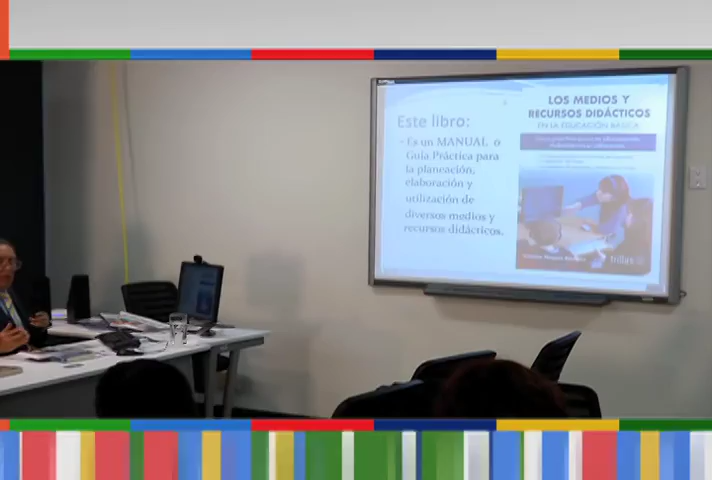 Este libro:
- Es un MANUAL o
Guía Práctica para
la planeación,
elaboración y
utilización de
diversos medios y
recursos didácticos.
LOS MEDIOS Y
RECURSOS DIDÁCTICOS
EN LA EDUCACIÓN BÁSICA
trillas